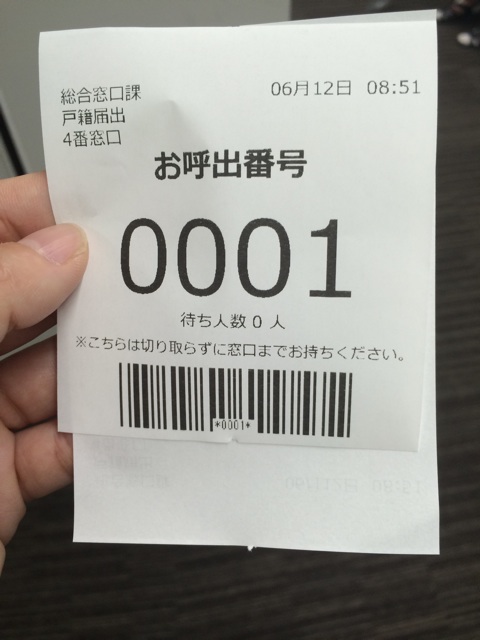 総合窓口課
06月12日 08:51
戸籍届出
4番窓口
お呼出番号
0001
待ち人数 0 人
※こちらは切り取らずに窓口までお持ちください。
*0001*